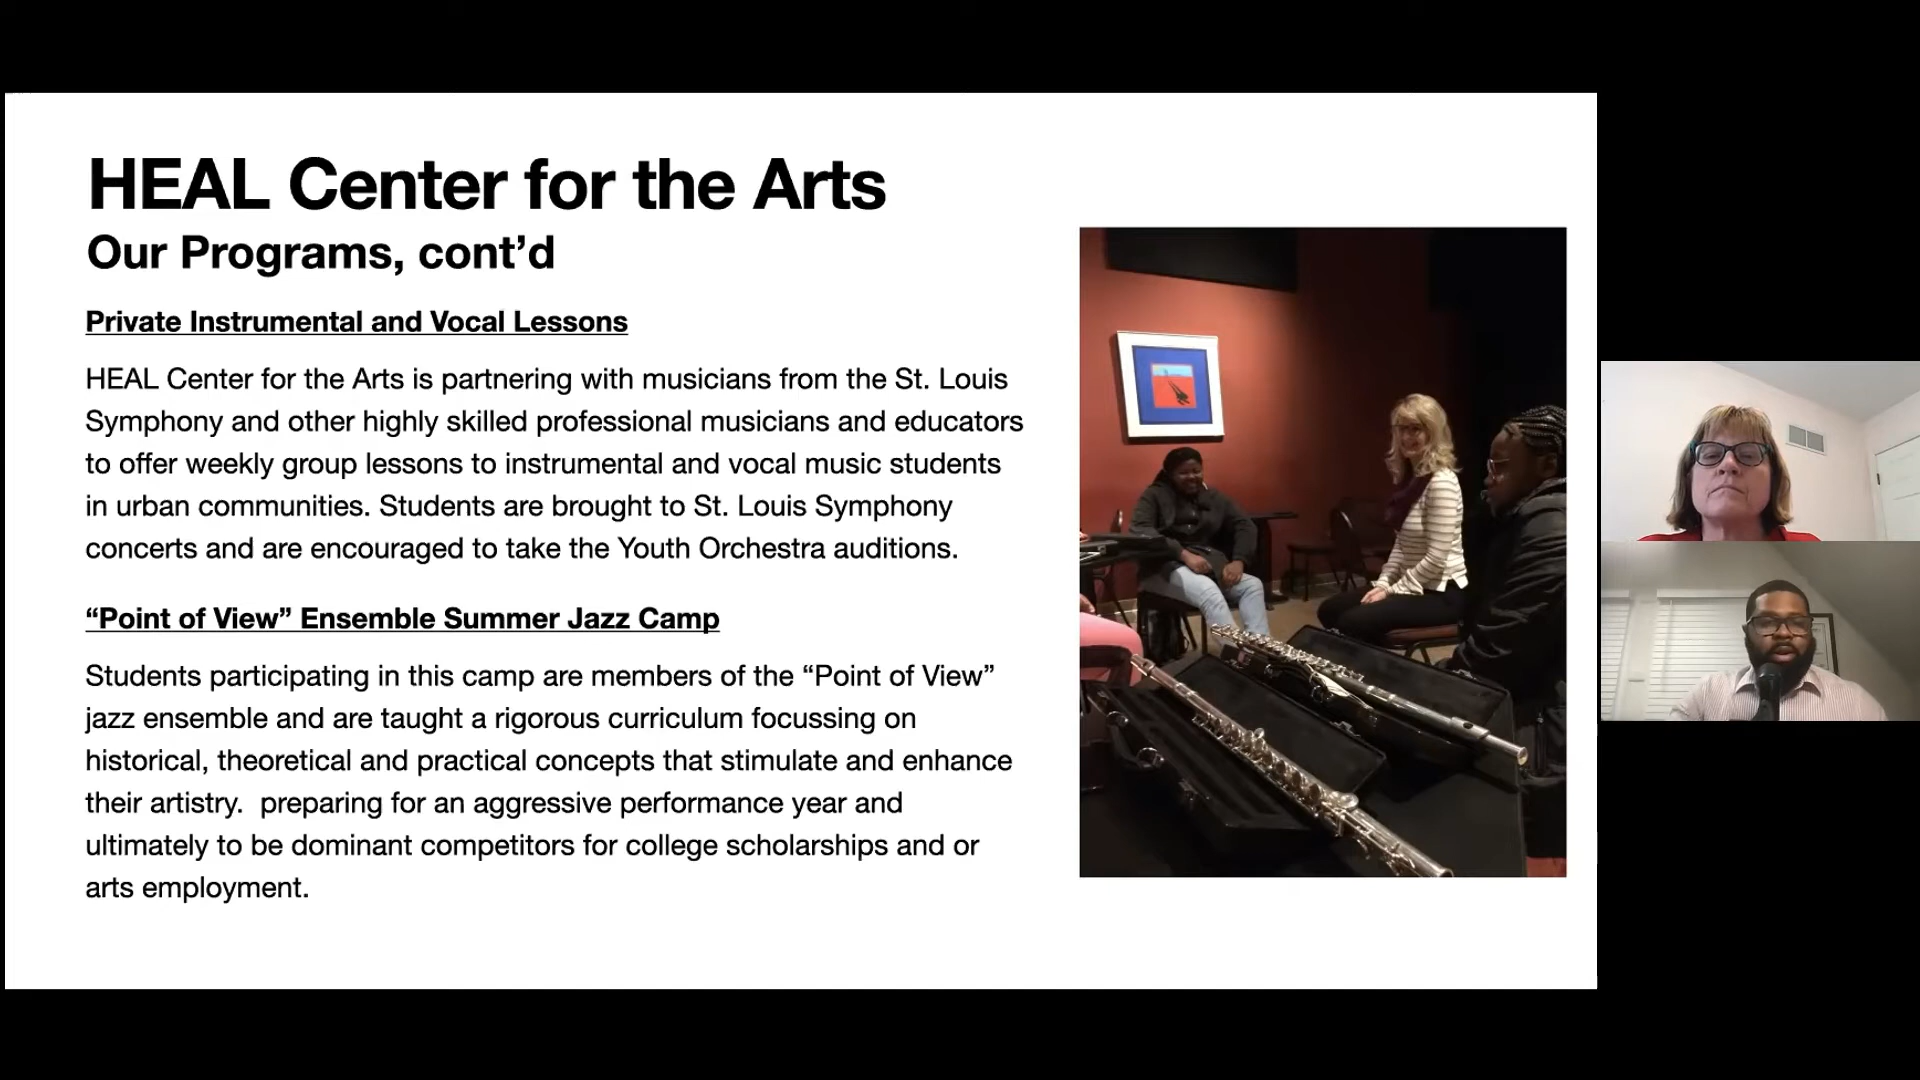 HEAL Center for the Arts
Our Programs, cont’d
Private Instrumental and Vocal Lessons
HEAL Center for the Arts is partnering with musicians from the St. Louis
Symphony and other highly skilled professional musicians and educators
to offer weekly group lessons to instrumental and vocal music students
in urban communities. Students are brought to St. Louis Symphony
concerts and are encouraged to take the Youth Orchestra auditions.
“Point of View” Ensemble Summer Jazz Camp
Students participating in this camp are members of the “Point of View”
jazz ensemble and are taught a rigorous curriculum focussing on
historical, theoretical and practical concepts that stimulate and enhance
their artistry.  preparing for an aggressive performance year and
ultimately to be dominant competitors for college scholarships and or
arts employment.